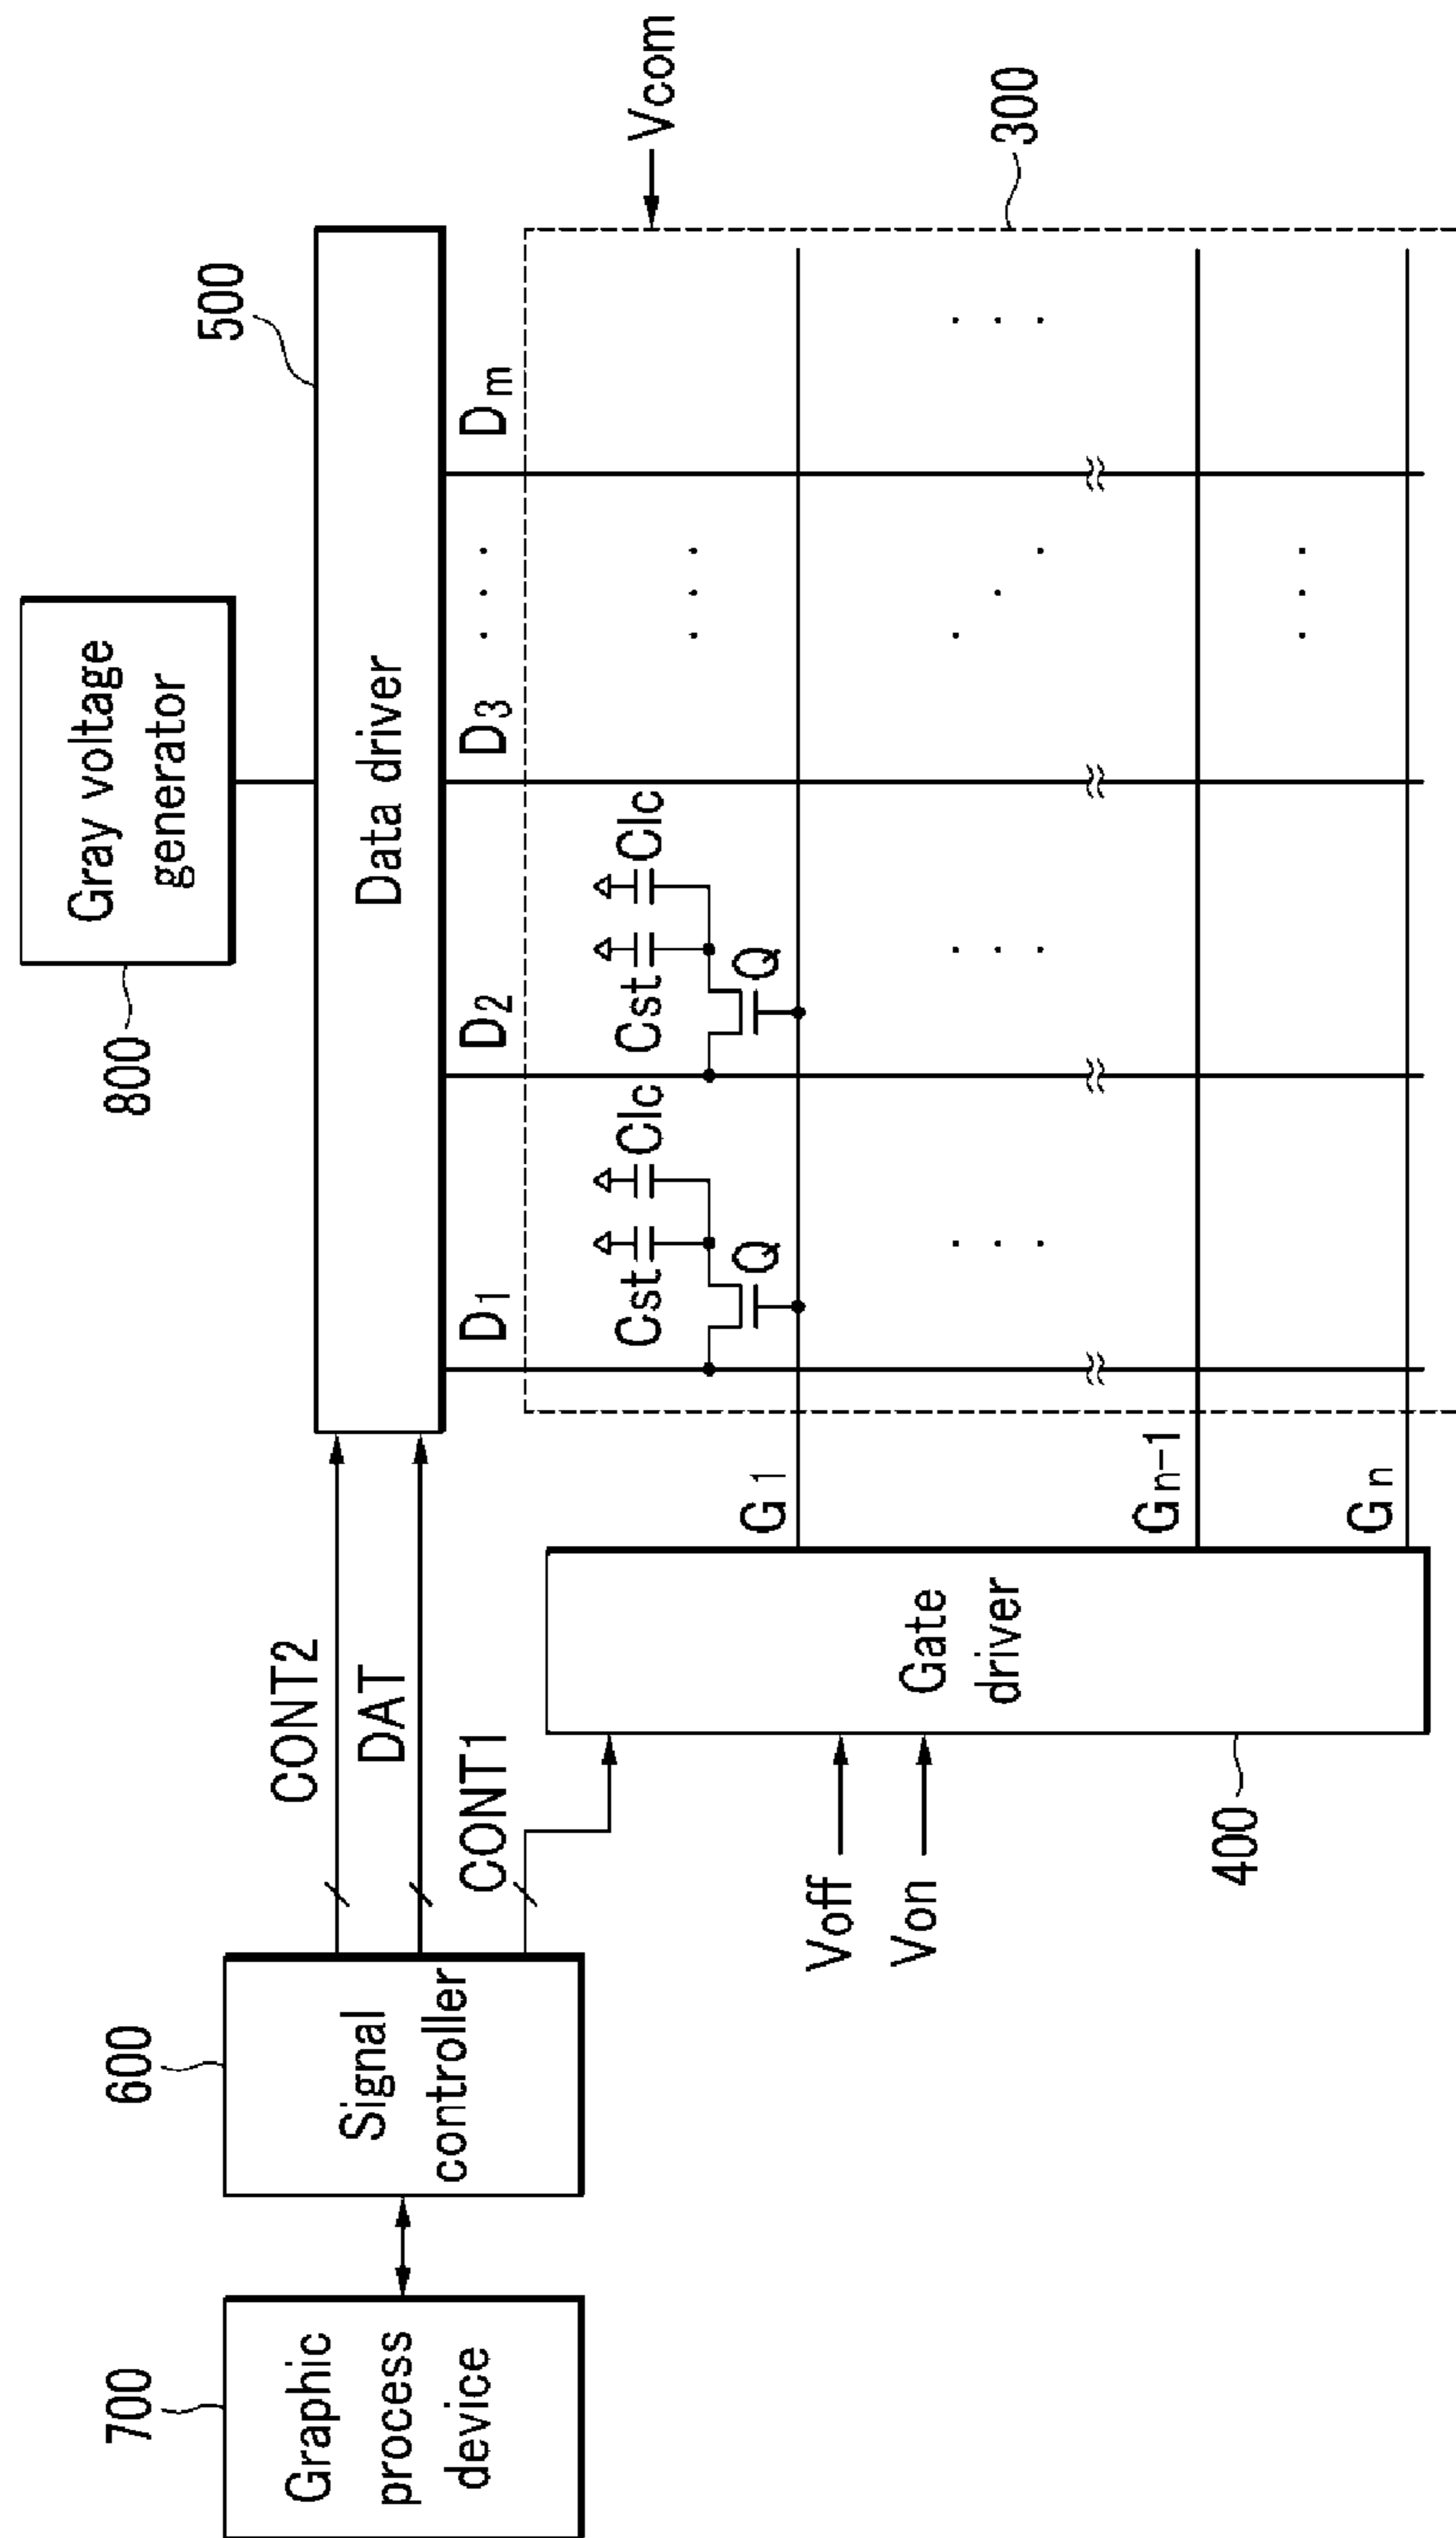 800
Gray voltage
generator
500
Data driver
700
Graphic
process
device
600
Signal
controller
CONT2
DAT
CONT1
D1
D2
D3
Dm
Vcom
Cst
Clc
Cst
Clc
Q
Q
300
Voff
Von
Gate
driver
400
G1
Gn-1
Gn